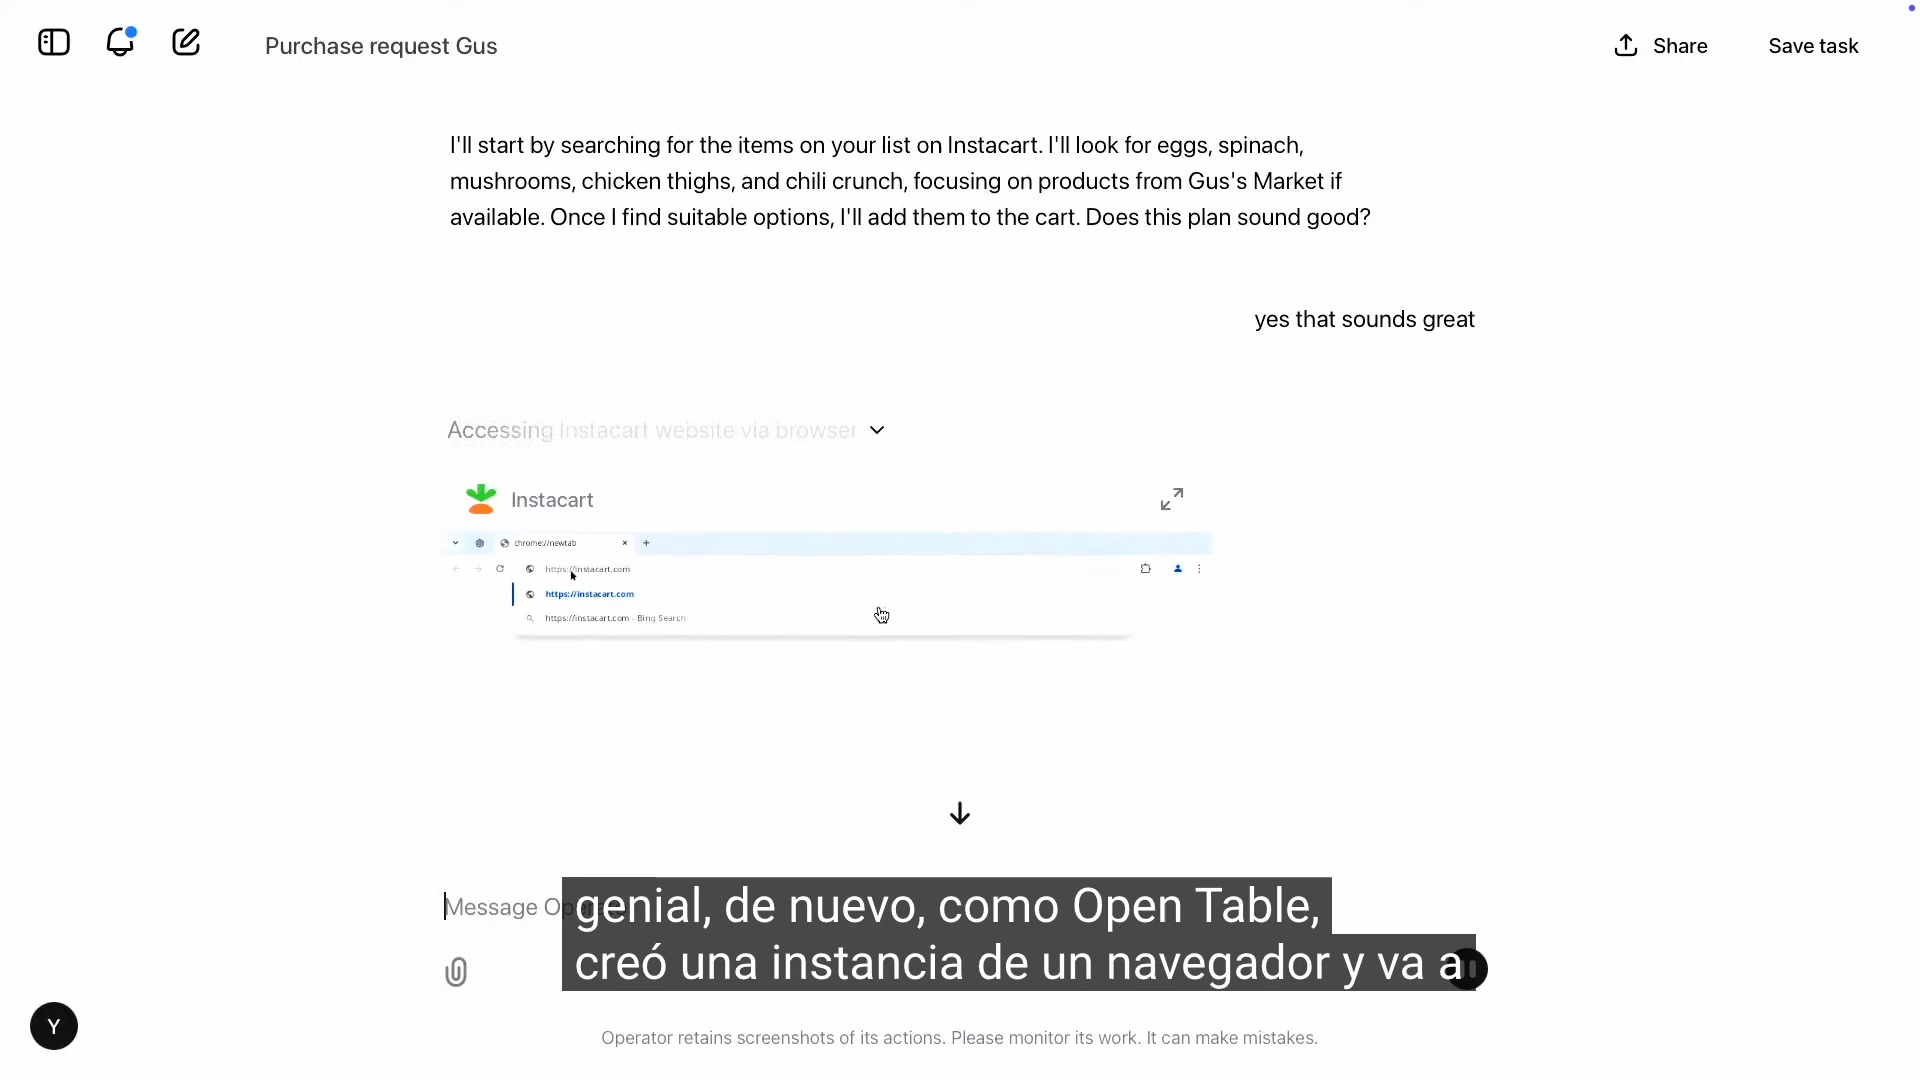 Purchase request Gus
Share
Save task
I'll start by searching for the items on your list on Instacart. I'll look for eggs, spinach,
mushrooms, chicken thighs, and chili crunch, focusing on products from Gus's Market if
available. Once I find suitable options, I'll add them to the cart. Does this plan sound good?
yes that sounds great
Accessing Instacart website via browser
Instacart
chrome://newtab
https://instacart.com
https://instacart.com
https://instacart.com - Bing Search
Message
genial, de nuevo, como Open Table,
creó una instancia de un navegador y va a
Y
Operator retains screenshots of its actions. Please monitor its work. It can make mistakes.